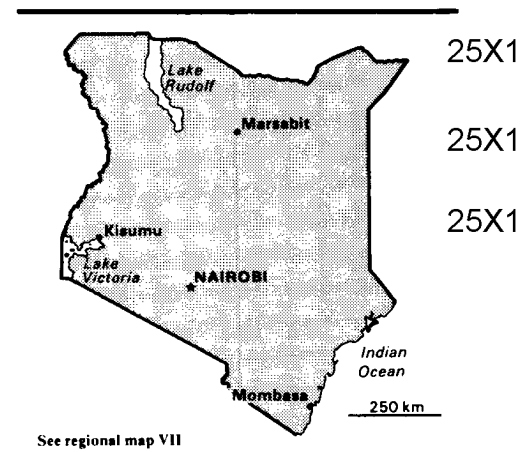 25X1
Lake
Rudolf
Marsabit
25X1
25X1
Kisumu
Lake
Victoria
NAIROBI
Indian
Ocean
Mombasa
250 km
See regional map VII